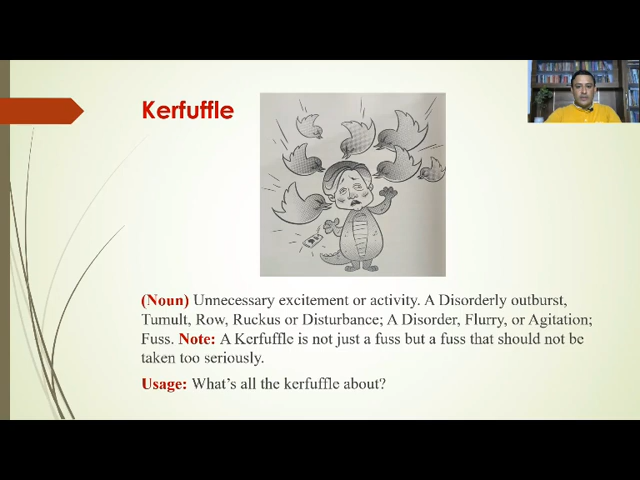 Kerfuffle
(Noun) Unnecessary excitement or activity. A Disorderly outburst,
Tumult, Row, Ruckus or Disturbance; A Disorder, Flurry, or Agitation;
Fuss. Note: A Kerfuffle is not just a fuss but a fuss that should not be
taken too seriously.
Usage: What's all the kerfuffle about?